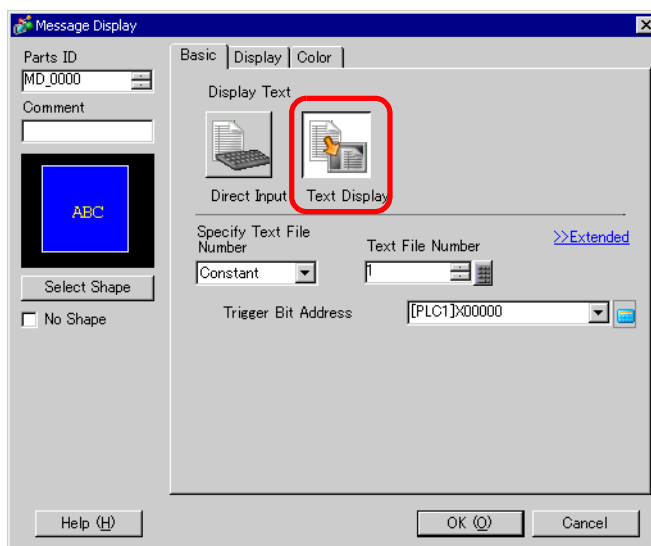 Message Display
Parts ID
MD_0000
Comment
ABC
Select Shape
No Shape
Basic Display Color
Display Text
Direct Input Text Display
Specify Text File
Number
Text File Number
>>Extended
Constant
1
Trigger Bit Address
[PLC1]X00000
Help (H)
OK (O)
Cancel